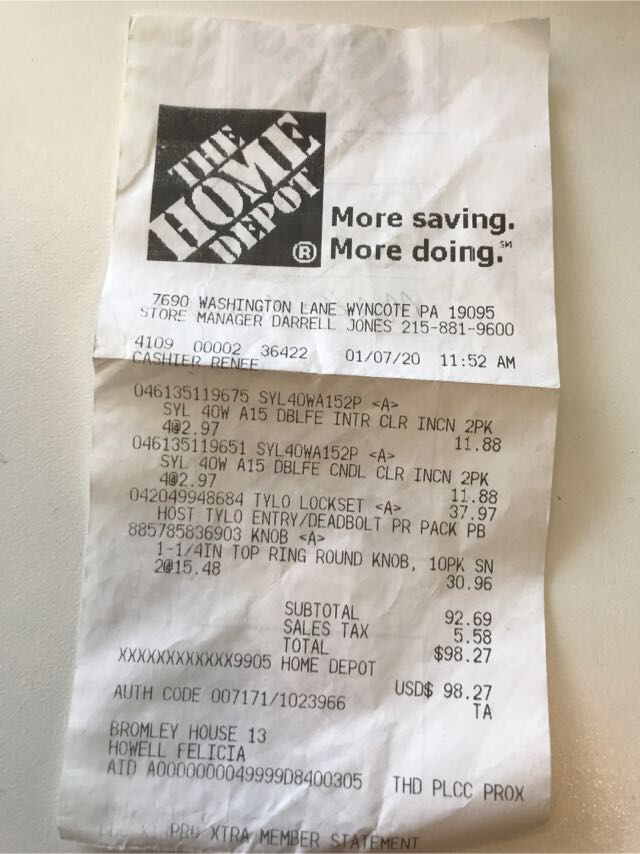 THE
HOME
DEPOT
®
More saving.
More doing.℠
7690 WASHINGTON LANE WYNCOTE PA 19095
STORE MANAGER DARRELL JONES 215-881-9600
4109 00002 36422 01/07/20 11:52 AM
CASHIER RENEE
046135119675 SYL40WA152P <A>
SYL 40W A15 DBLFE INTR CLR INCN 2PK
4@2.97 11.88
046135119651 SYL40WA152P <A>
SYL 40W A15 DBLFE CNDL CLR INCN 2PK
4@2.97 11.88
042049948684 TYLO LOCKSET <A> 37.97
HOST TYLO ENTRY/DEADBOLT PR PACK PB
885785836903 KNOB <A>
1-1/4IN TOP RING ROUND KNOB, 10PK SN
2@15.48 30.96
SUBTOTAL 92.69
SALES TAX 5.58
TOTAL $98.27
XXXXXXXXXXXX9905 HOME DEPOT
USD$ 98.27
AUTH CODE 007171/1023966 TA
BROMLEY HOUSE 13
HOWELL FELICIA
AID A0000000049999D8400305 THD PLCC PROX
PRO XTRA MEMBER STATEMENT